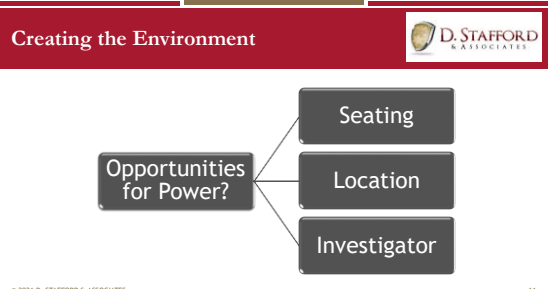 Creating the Environment
D. STAFFORD
& ASSOCIATES
Opportunities
for Power?
Seating
Location
Investigator